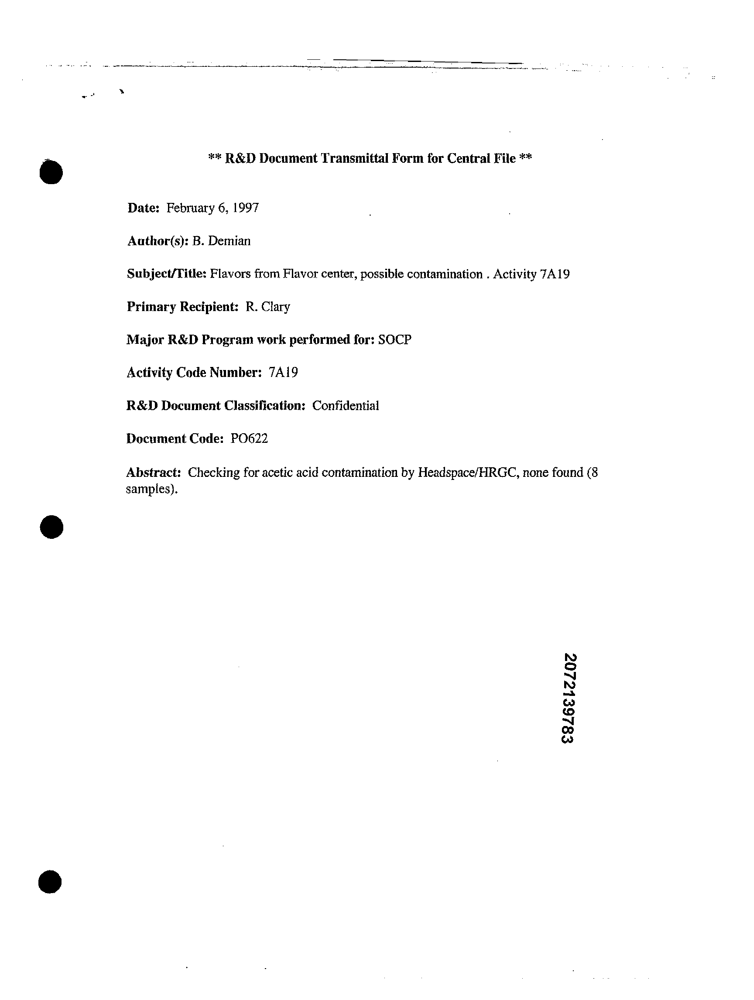 ** R&D Document Transmittal Form for Central File **
Date: February 6, 1997
Author(s): B. Demian
Subject/Title: Flavors from Flavor center, possible contamination . Activity 7A19
Primary Recipient: R. Clary
Major R&D Program work performed for: SOCP
Activity Code Number: 7A19
R&D Document Classification: Confidential
Document Code: PO622
Abstract: Checking for acetic acid contamination by Headspace/HRGC, none found (8
samples).
2072139783